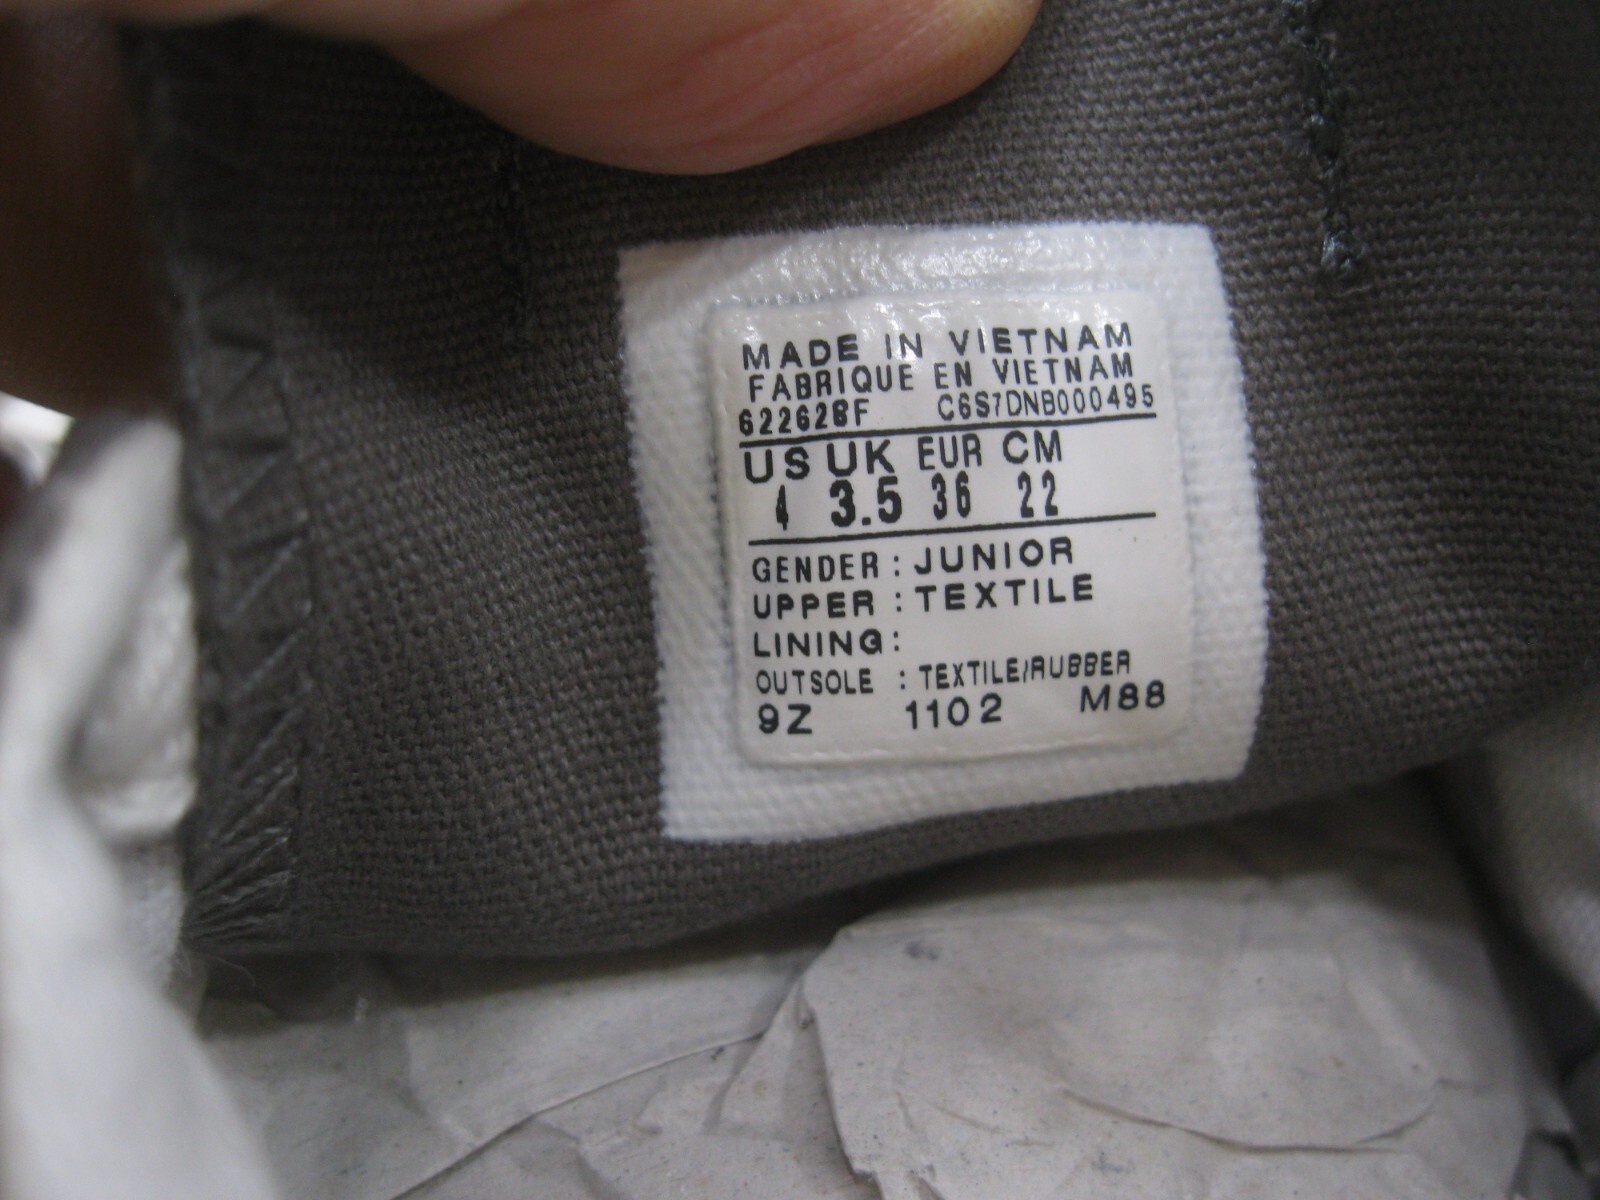 MADE IN VIETNAM
FABRIQUE EN VIETNAM
622628F C6S7DNB000495
US UK EUR CM
4 3.5 36 22
GENDER : JUNIOR
UPPER : TEXTILE
LINING:
OUTSOLE : TEXTILE/RUBBER
9Z 1102 M88